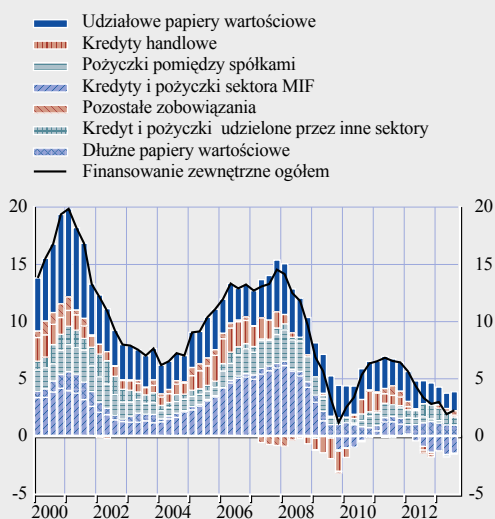 Udziałowe papiery wartościowe
Kredyty handlowe
Pożyczki pomiędzy spółkami
Kredyty i pożyczki sektora MIF
Pozostałe zobowiązania
Kredyt i pożyczki udzielone przez inne sektory
Dłużne papiery wartościowe
Finansowanie zewnętrzne ogółem
20 20
15 15
10 10
5 5
0 0
-5 -5
2000 2002 2004 2006 2008 2010 2012